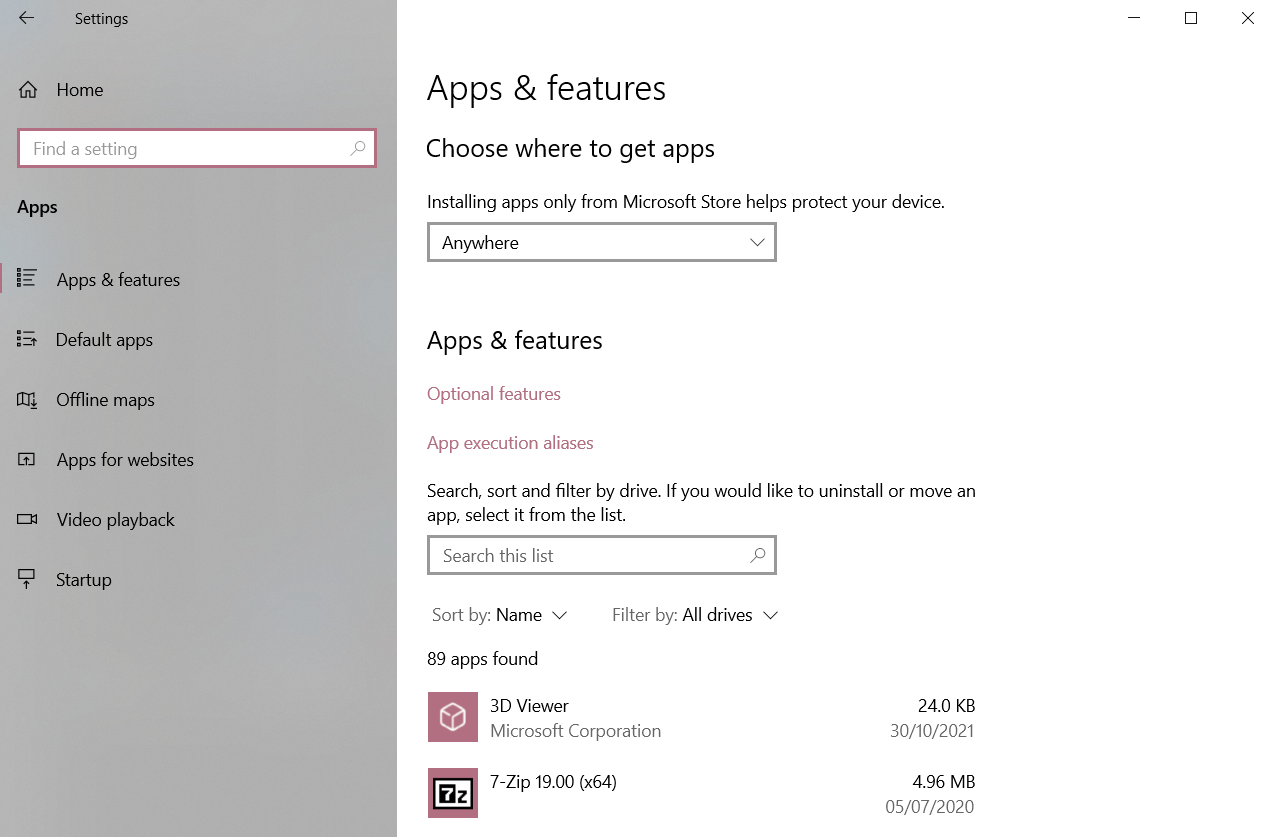 Settings
Home
Find a setting
Apps
Apps & features
Default apps
Offline maps
Apps for websites
Video playback
Startup
Apps & features
Choose where to get apps
Installing apps only from Microsoft Store helps protect your device.
Anywhere
Apps & features
Optional features
App execution aliases
Search, sort and filter by drive. If you would like to uninstall or move an
app, select it from the list.
Search this list
Sort by: Name Filter by: All drives
89 apps found
3D Viewer 24.0 KB
Microsoft Corporation 30/10/2021
7z 7-Zip 19.00 (x64) 4.96 MB
05/07/2020